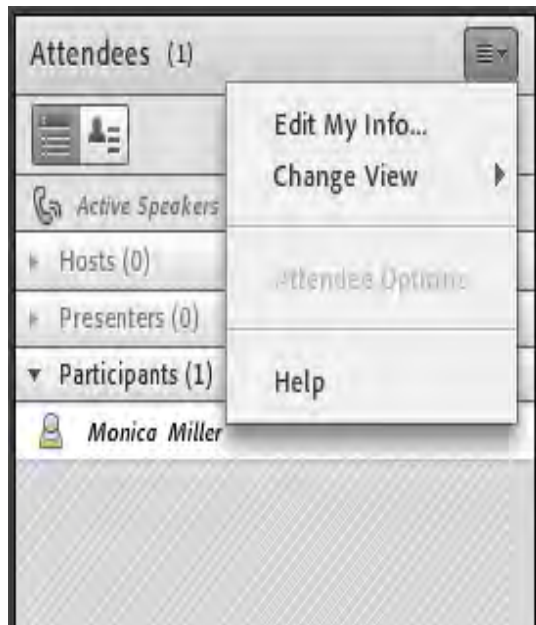 Attendees (1)
Edit My Info...
Change View
Active Speakers
Hosts (0)
Attendee Options
Presenters (0)
Participants (1)
Help
Monica Miller